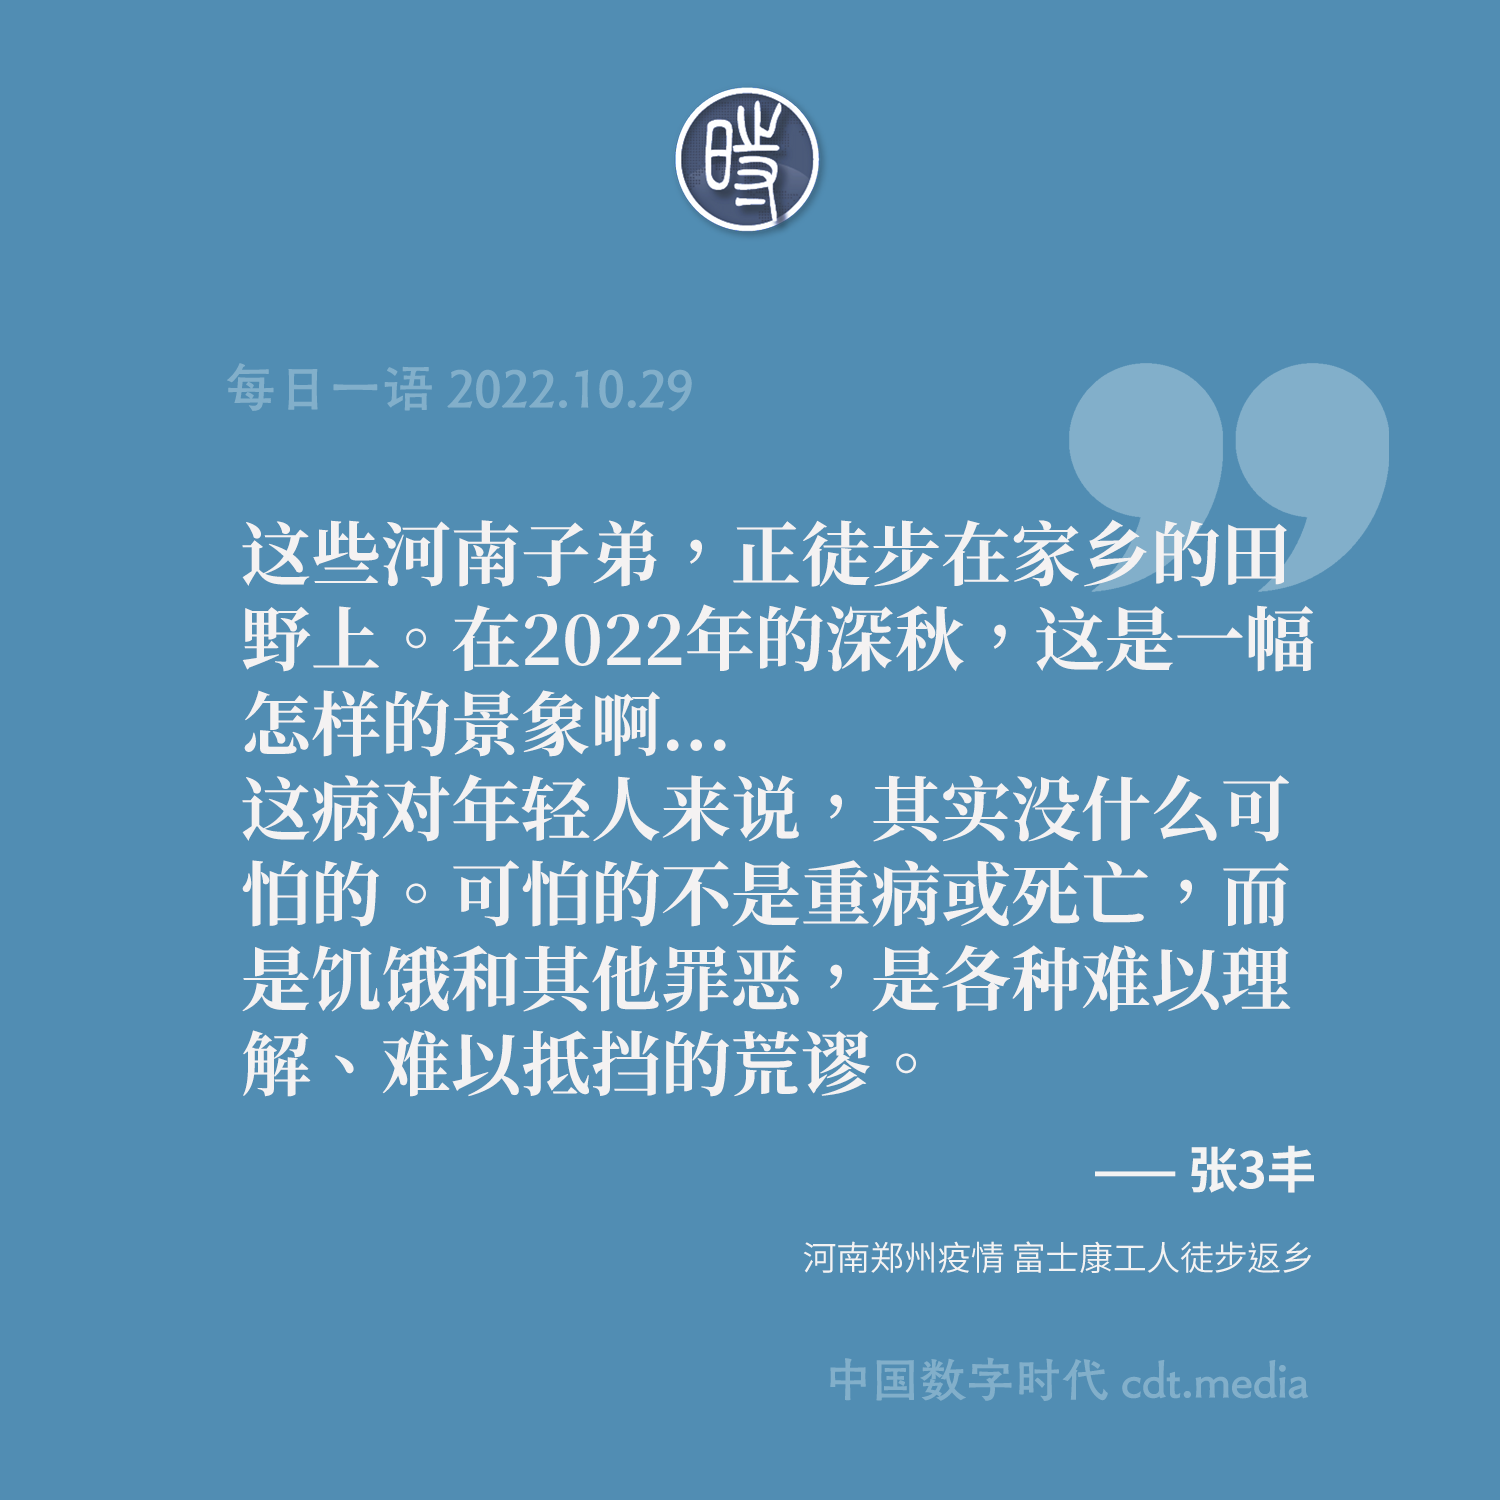 時
每日一语 2022.10.29
这些河南子弟，正徒步在家乡的田
野上。在2022年的深秋，这是一幅
怎样的景象啊...
这病对年轻人来说，其实没什么可
怕的。可怕的不是重病或死亡，而
是饥饿和其他罪恶，是各种难以理
解、难以抵挡的荒谬。
—— 张3丰
河南郑州疫情 富士康工人徒步返乡
中国数字时代 cdt.media